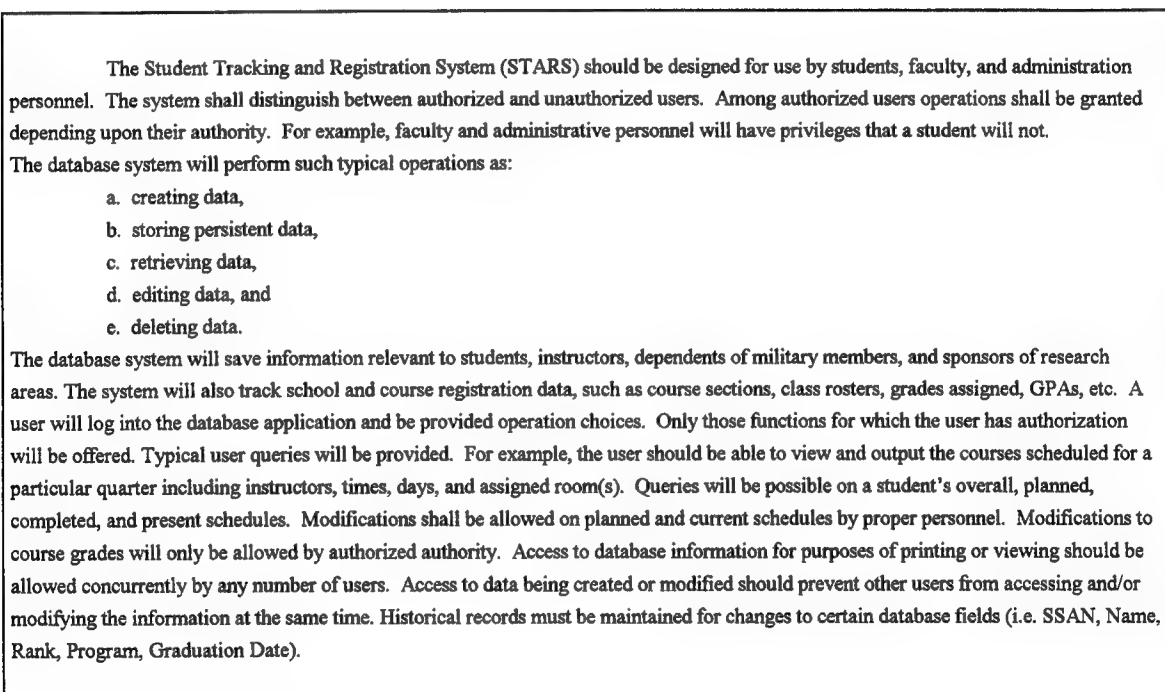 The Student Tracking and Registration System (STARS) should be designed for use by students, faculty, and administration
personnel. The system shall distinguish between authorized and unauthorized users. Among authorized users operations shall be granted
depending upon their authority. For example, faculty and administrative personnel will have privileges that a student will not.
The database system will perform such typical operations as:
a. creating data,
b. storing persistent data,
c. retrieving data,
d. editing data, and
e. deleting data.
The database system will save information relevant to students, instructors, dependents of military members, and sponsors of research
areas. The system will also track school and course registration data, such as course sections, class rosters, grades assigned, GPAs, etc. A
user will log into the database application and be provided operation choices. Only those functions for which the user has authorization
will be offered. Typical user queries will be provided. For example, the user should be able to view and output the courses scheduled for a
particular quarter including instructors, times, days, and assigned room(s). Queries will be possible on a student's overall, planned,
completed, and present schedules. Modifications shall be allowed on planned and current schedules by proper personnel. Modifications to
course grades will only be allowed by authorized authority. Access to database information for purposes of printing or viewing should be
allowed concurrently by any number of users. Access to data being created or modified should prevent other users from accessing and/or
modifying the information at the same time. Historical records must be maintained for changes to certain database fields (i.e. SSAN, Name,
Rank, Program, Graduation Date).